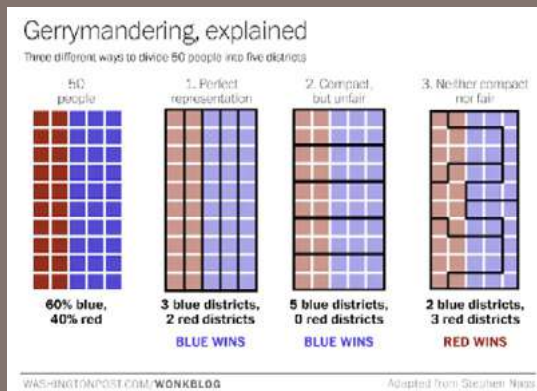 Gerrymandering, explained
Three different ways to divide 50 people into five districts
50
people
1. Perfect
representation
2. Compact,
but unfair
3. Neither compact
nor fair
60% blue,
40% red
3 blue districts,
2 red districts
BLUE WINS
5 blue districts,
0 red districts
BLUE WINS
2 blue districts,
3 red districts
RED WINS
WASHINGTONPOST.COM/WONKBLOG
Adapted from Stephen